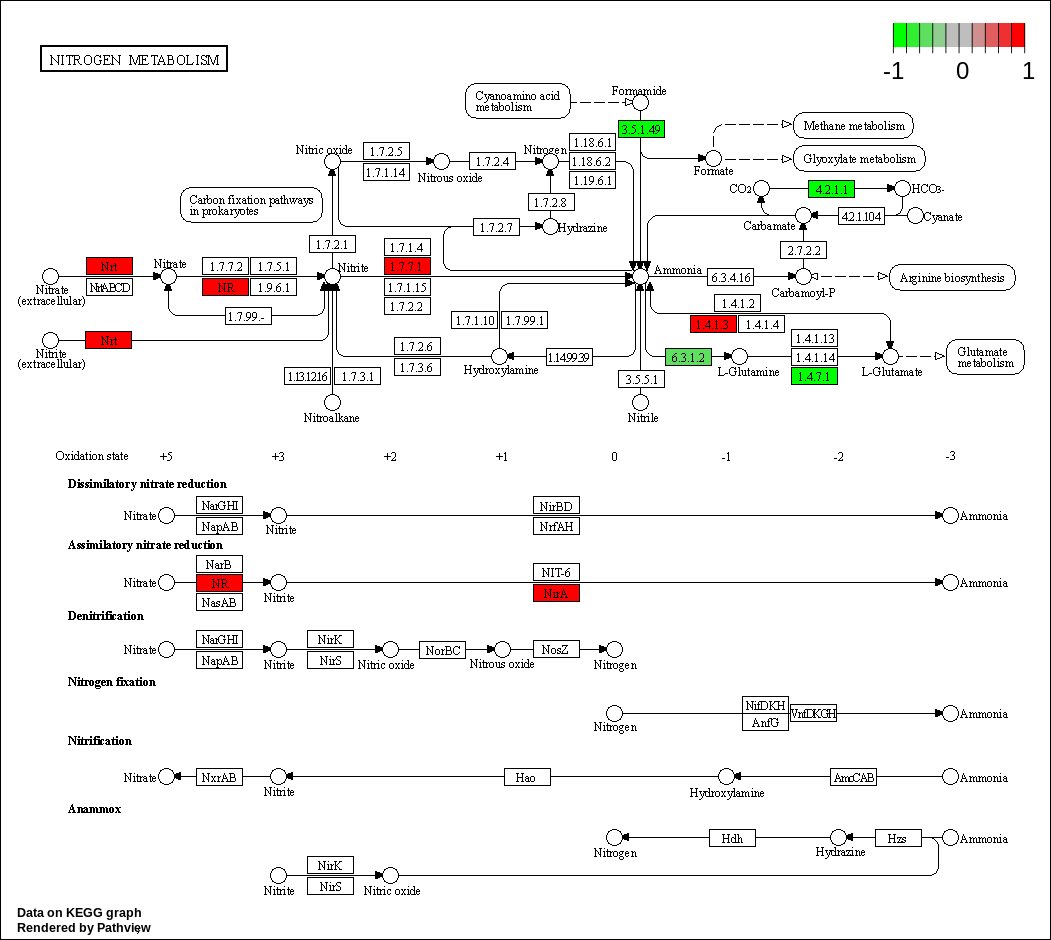 NITROGEN METABOLISM
-1 0 1
Cyanoamino acid
metabolism
Formamide
3.5.1.49
Methane metabolism
Nitric oxide
1.7.2.5
1.7.1.14
Nitrous oxide
1.7.2.4
Nitrogen
1.18.6.1
1.18.6.2
1.19.6.1
Formate
Glyoxylate metabolism
CO2
4.2.1.1
HCO3-
Carbon fixation pathways
in prokaryotes
1.7.2.8
1.7.2.7
Hydrazine
Carbamate
4.2.1.104
Cyanate
1.7.2.1
2.7.2.2
Nrt
NrtABCD
Nitrate
(extracellular)
Nitrate
1.7.7.2
1.7.5.1
NR
1.9.6.1
Nitrite
1.7.1.4
1.7.7.1
1.7.1.15
1.7.2.2
Ammonia
6.3.4.16
Carbamoyl-P
Arginine biosynthesis
1.7.99.-
1.7.1.10
1.7.99.1
1.4.1.2
1.4.1.3
1.4.1.4
Nrt
Nitrite
(extracellular)
1.7.2.6
1.7.3.6
Hydroxylamine
1.14.99.39
6.3.1.2
L-Glutamine
1.4.1.13
1.4.1.14
1.4.7.1
L-Glutamate
Glutamate
metabolism
1.13.12.16
1.7.3.1
3.5.5.1
Nitroalkane
Nitrile
Oxidation state +5 +3 +2 +1 0 -1 -2 -3
Dissimilatory nitrate reduction
NarGHI
NirBD
Nitrate
Ammonia
NapAB
Nitrite
NrfAH
Assimilatory nitrate reduction
NarB
NIT-6
Nitrate
NR
Ammonia
NirA
NasAB
Nitrite
Denitrification
NarGHI
NirK
Nitrate
NorBC
NosZ
NapAB
Nitrite
NirS
Nitric oxide
Nitrous oxide
Nitrogen
Nitrogen fixation
NifDKH
VnfDKGH
Ammonia
AnfG
Nitrogen
Nitrification
Nitrate
NxrAB
Hao
AmoCAB
Ammonia
Nitrite
Hydroxylamine
Anammox
Hdh
Hzs
Ammonia
Nitrogen
Hydrazine
NirK
NirS
Nitrite
Nitric oxide
Data on KEGG graph
Rendered by Pathview